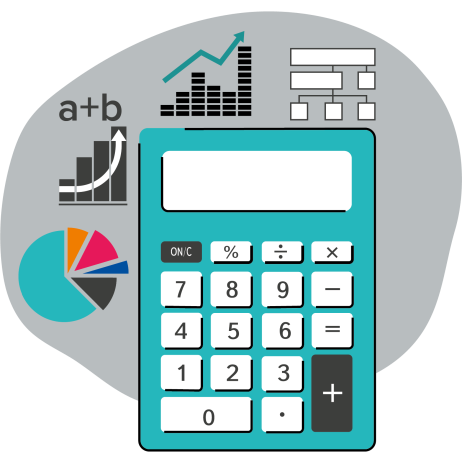 a+b
ON/C % ÷ ×
7 8 9 −
4 5 6 =
1 2 3 +
0 .